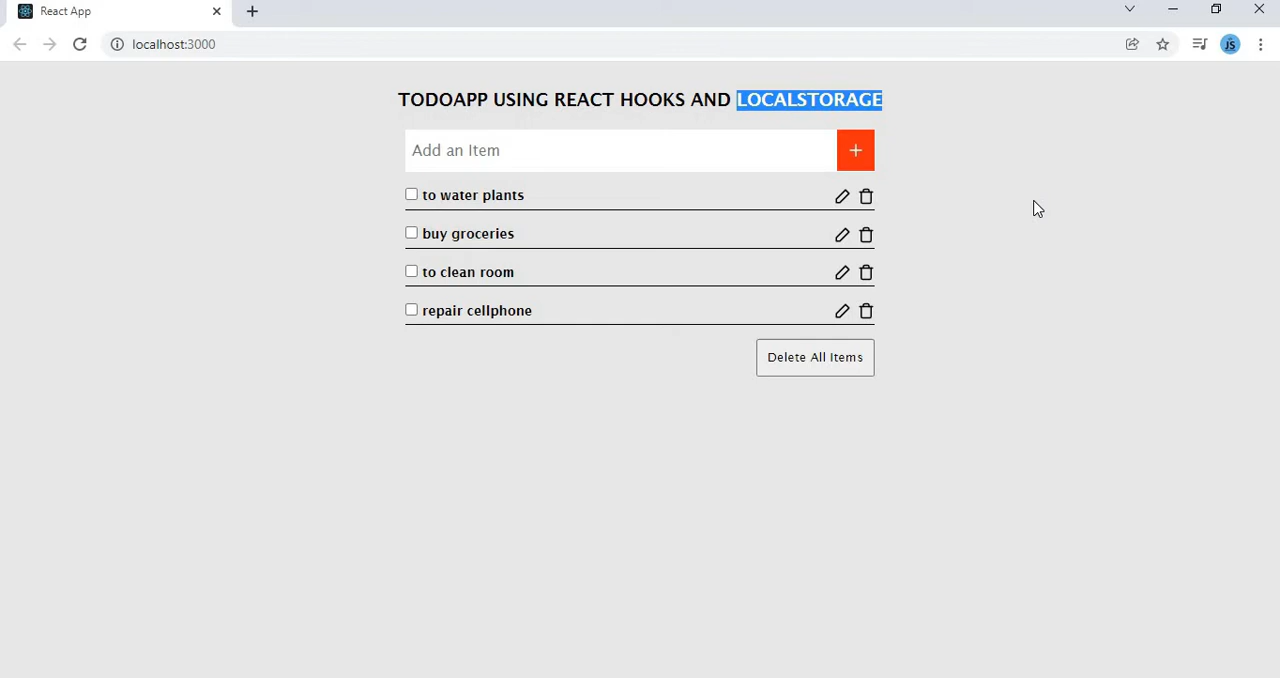 React App
localhost:3000
JS
TODOAPP USING REACT HOOKS AND LOCALSTORAGE
Add an Item
+
to water plants
buy groceries
to clean room
repair cellphone
Delete All Items